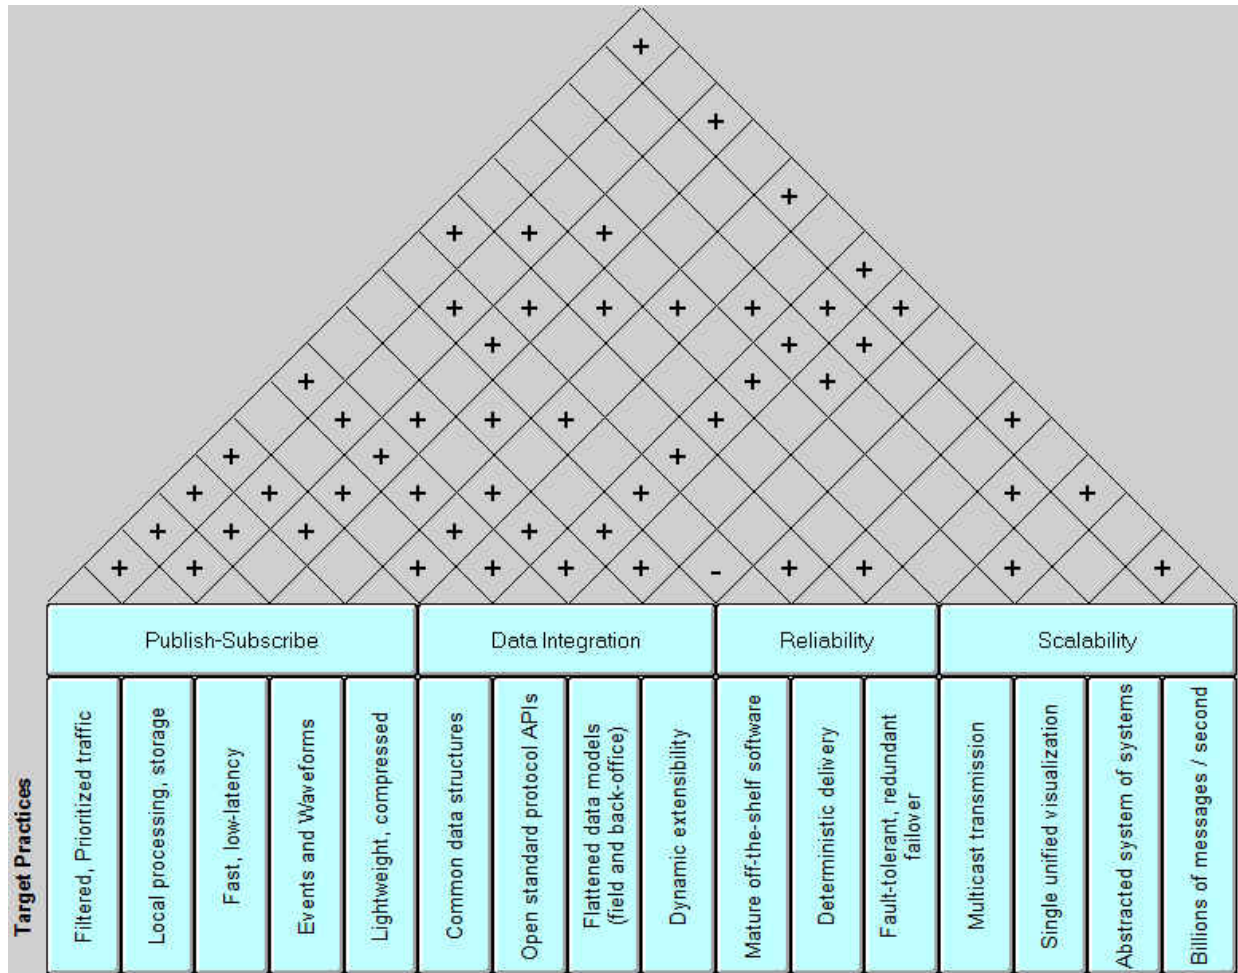 +
+
+
+ + +
+
+ + + + + + +
+ + +
+ + +
+ + + + + +
+ + +
+ + + + + + + +
+ + + + + + +
+ + + + + + - + + + +
Publish-Subscribe
Data Integration
Reliability
Scalability
Target Practices
Filtered, Prioritized traffic
Local processing, storage
Fast, low-latency
Events and Waveforms
Lightweight, compressed
Common data structures
Open standard protocol APIs
Flattened data models
(field and back-office)
Dynamic extensibility
Mature off-the-shelf software
Deterministic delivery
Fault-tolerant, redundant
failover
Multicast transmission
Single unified visualization
Abstracted system of systems
Billions of messages / second